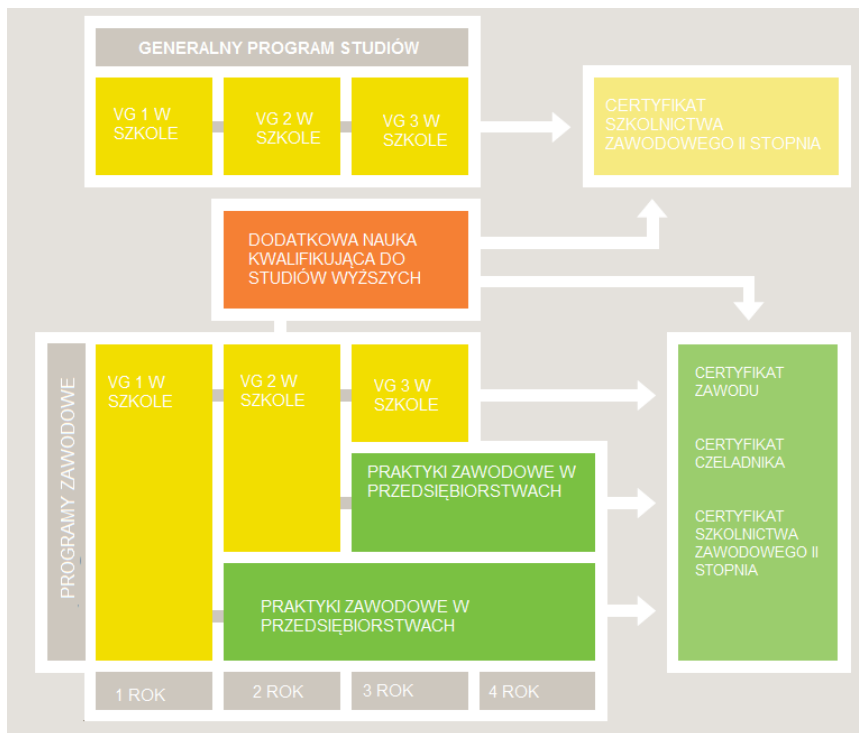 GENERALNY PROGRAM STUDIÓW
VG 1 W
SZKOLE
VG 2 W
SZKOLE
VG 3 W
SZKOLE
CERTYFIKAT
SZKOLNICTWA
ZAWODOWEGO II STOPNIA
DODATKOWA NAUKA
KWALIFIKUJĄCA DO
STUDIÓW WYŻSZYCH
PROGRAMY ZAWODOWE
VG 1 W
SZKOLE
VG 2 W
SZKOLE
VG 3 W
SZKOLE
PRAKTYKI ZAWODOWE W
PRZEDSIĘBIORSTWACH
PRAKTYKI ZAWODOWE W
PRZEDSIĘBIORSTWACH
CERTYFIKAT
ZAWODU
CERTYFIKAT
CZELADNIKA
CERTYFIKAT
SZKOLNICTWA
ZAWODOWEGO II
STOPNIA
1 ROK
2 ROK
3 ROK
4 ROK